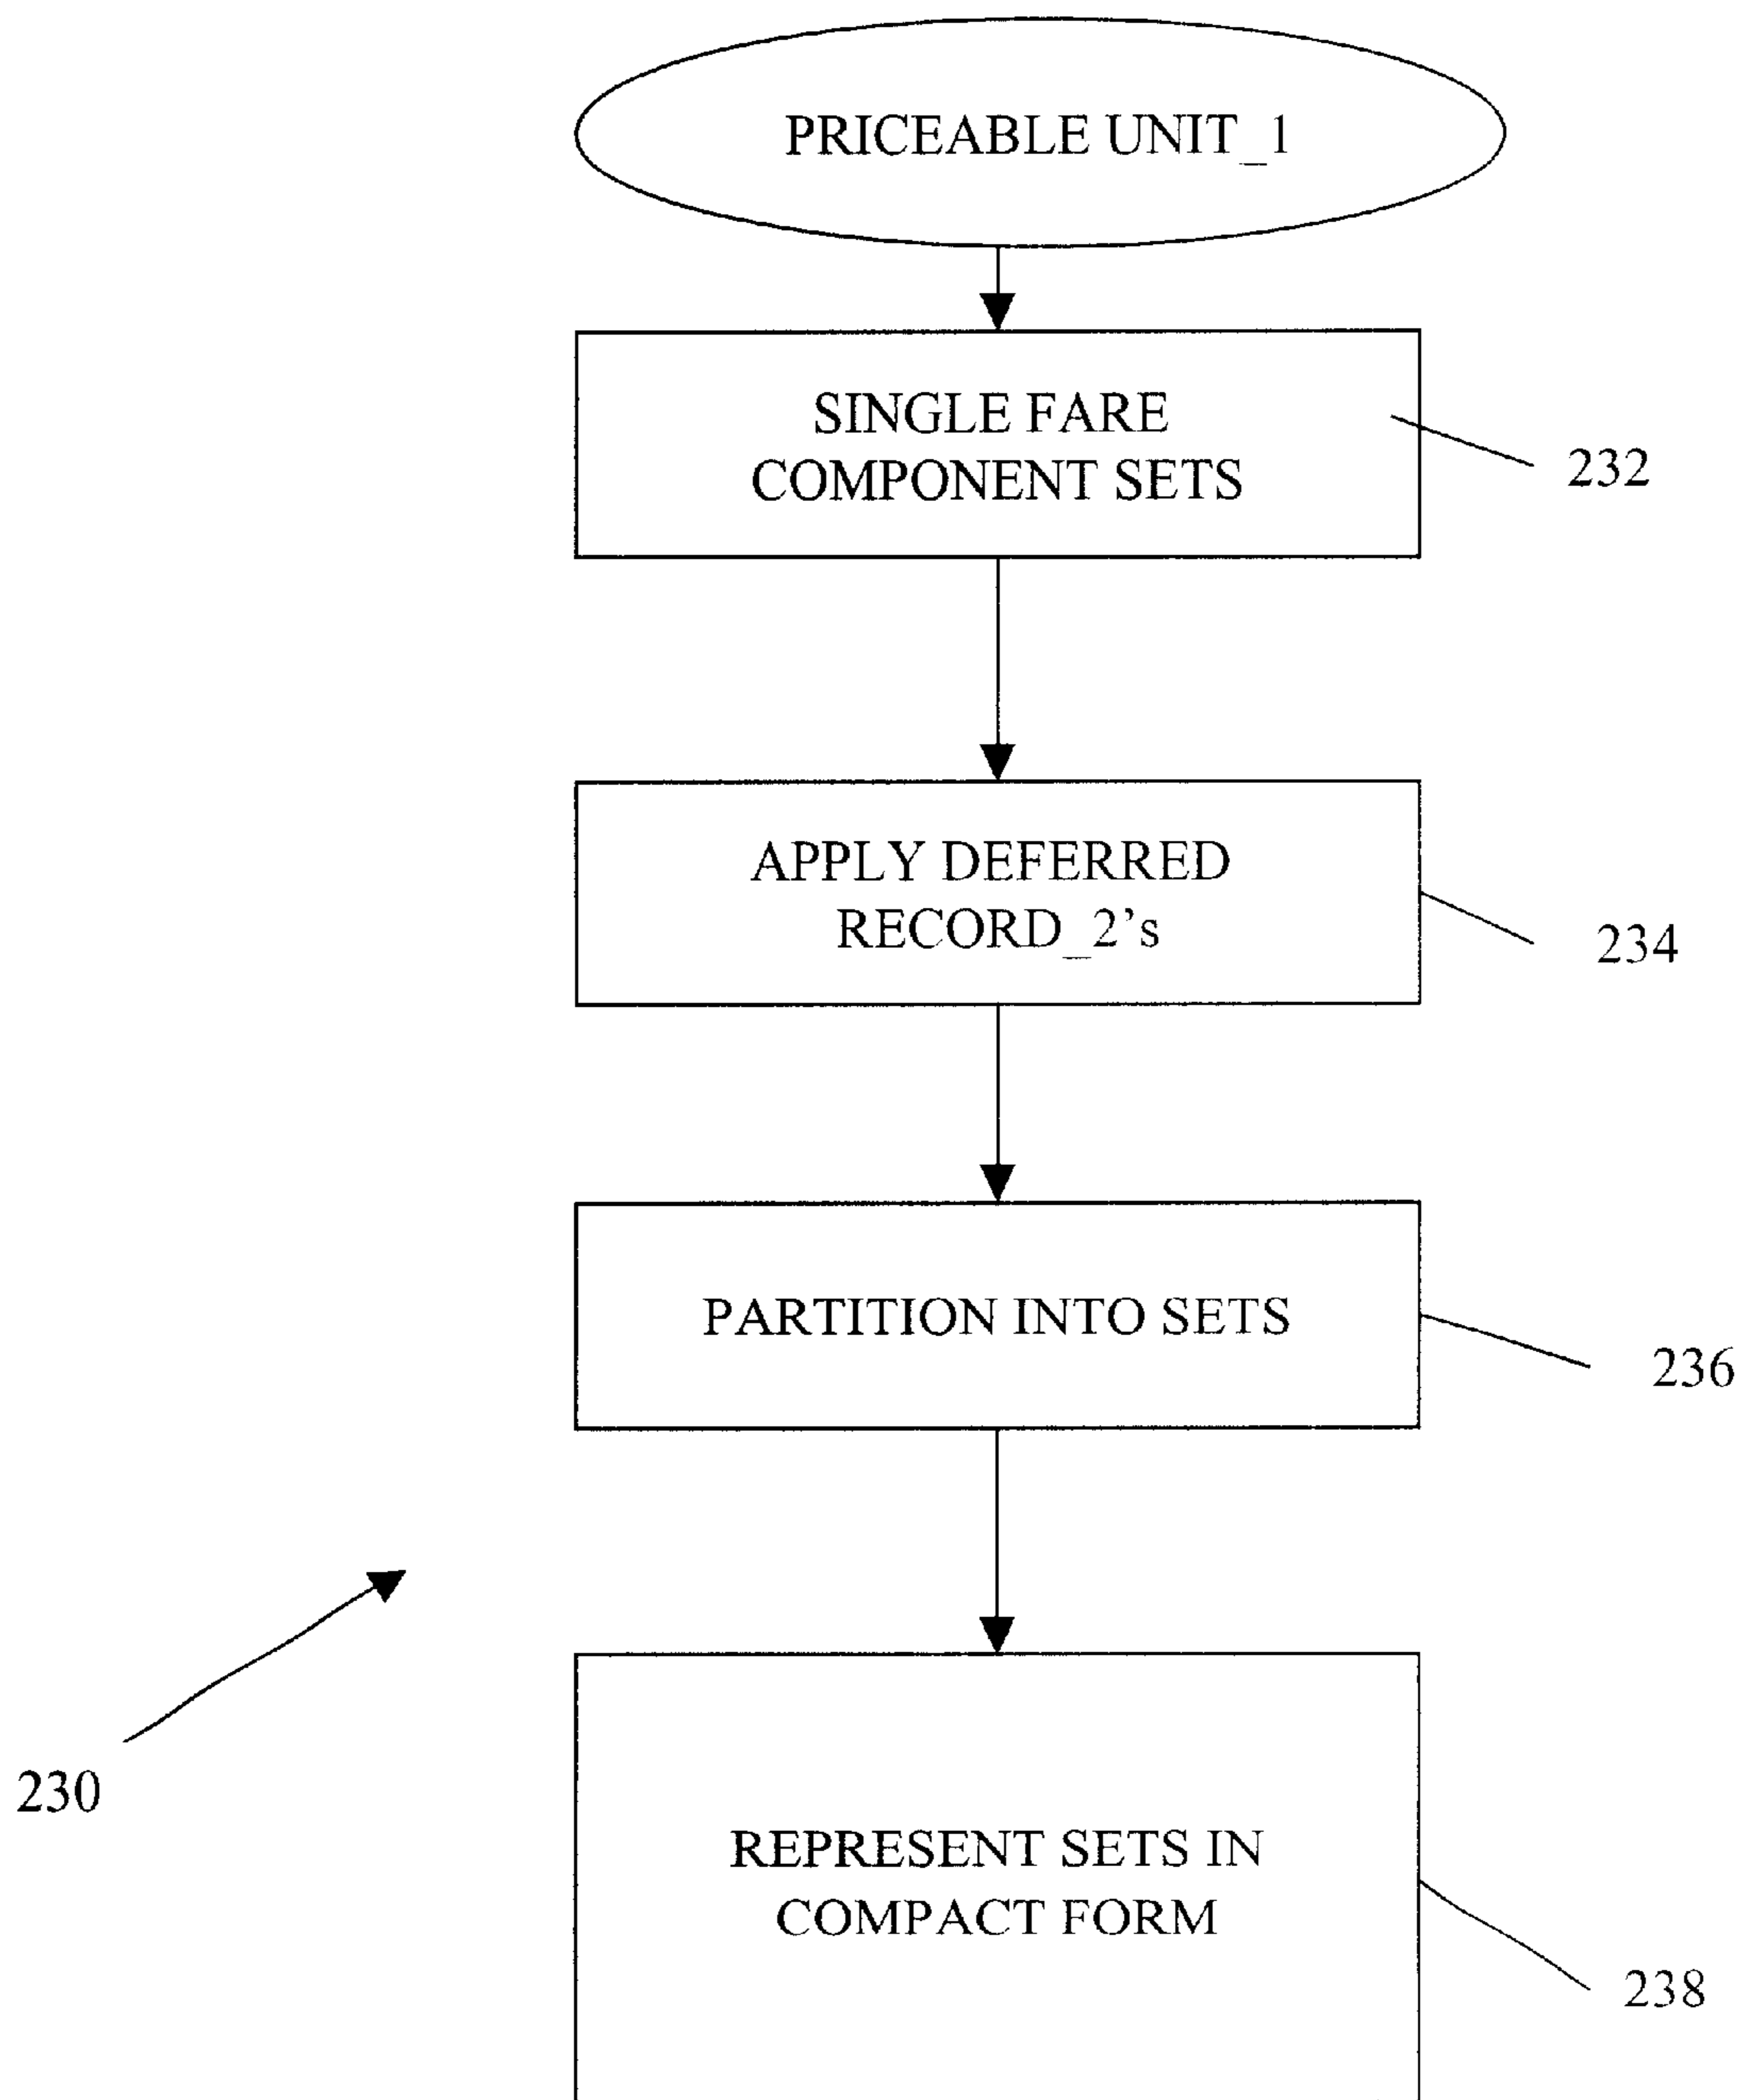 PRICEABLE UNIT_1
SINGLE FARE
COMPONENT SETS
232
APPLY DEFERRED
RECORD_2’s
234
PARTITION INTO SETS
236
230
REPRESENT SETS IN
COMPACT FORM
238